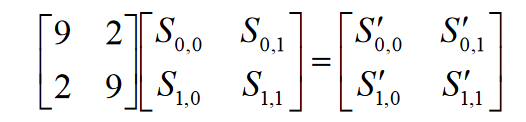 [9 2] [S0,0 S0,1] = [S′0,0 S′0,1]
[2 9] [S1,0 S1,1] [S′1,0 S′1,1]